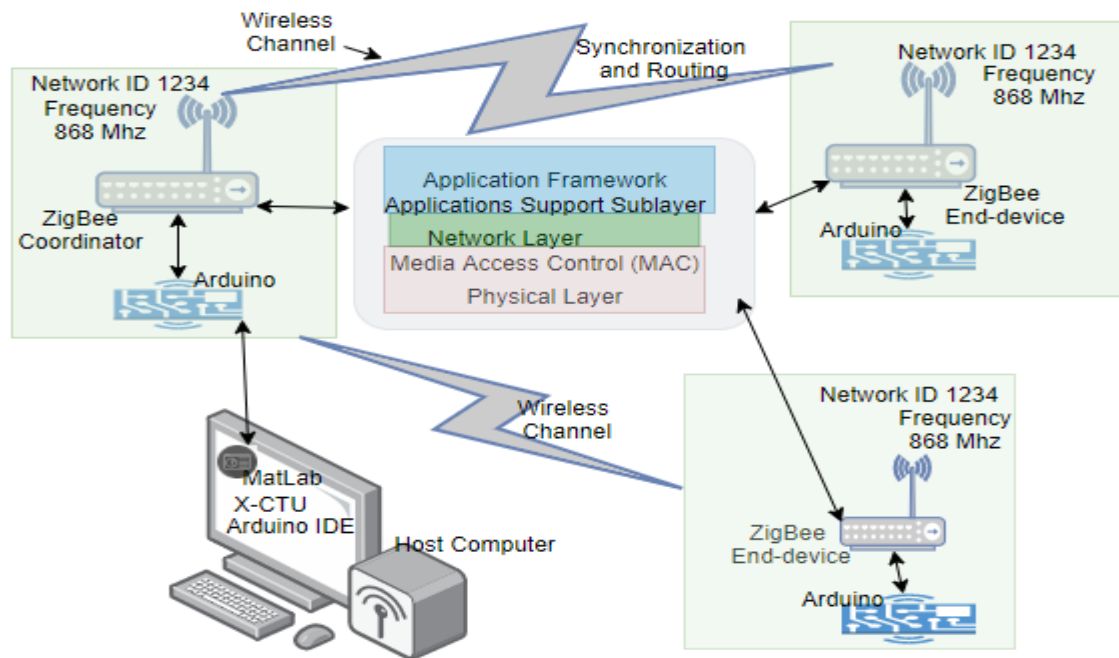 Wireless
Channel
Synchronization
and Routing
Network ID 1234
Frequency
868 Mhz
ZigBee
Coordinator
Arduino
Application Framework
Applications Support Sublayer
Network Layer
Media Access Control (MAC)
Physical Layer
Network ID 1234
Frequency
868 Mhz
ZigBee
End-device
Arduino
Wireless
Channel
Network ID 1234
Frequency
868 Mhz
ZigBee
End-device
Arduino
MatLab
X-CTU
Arduino IDE
Host Computer